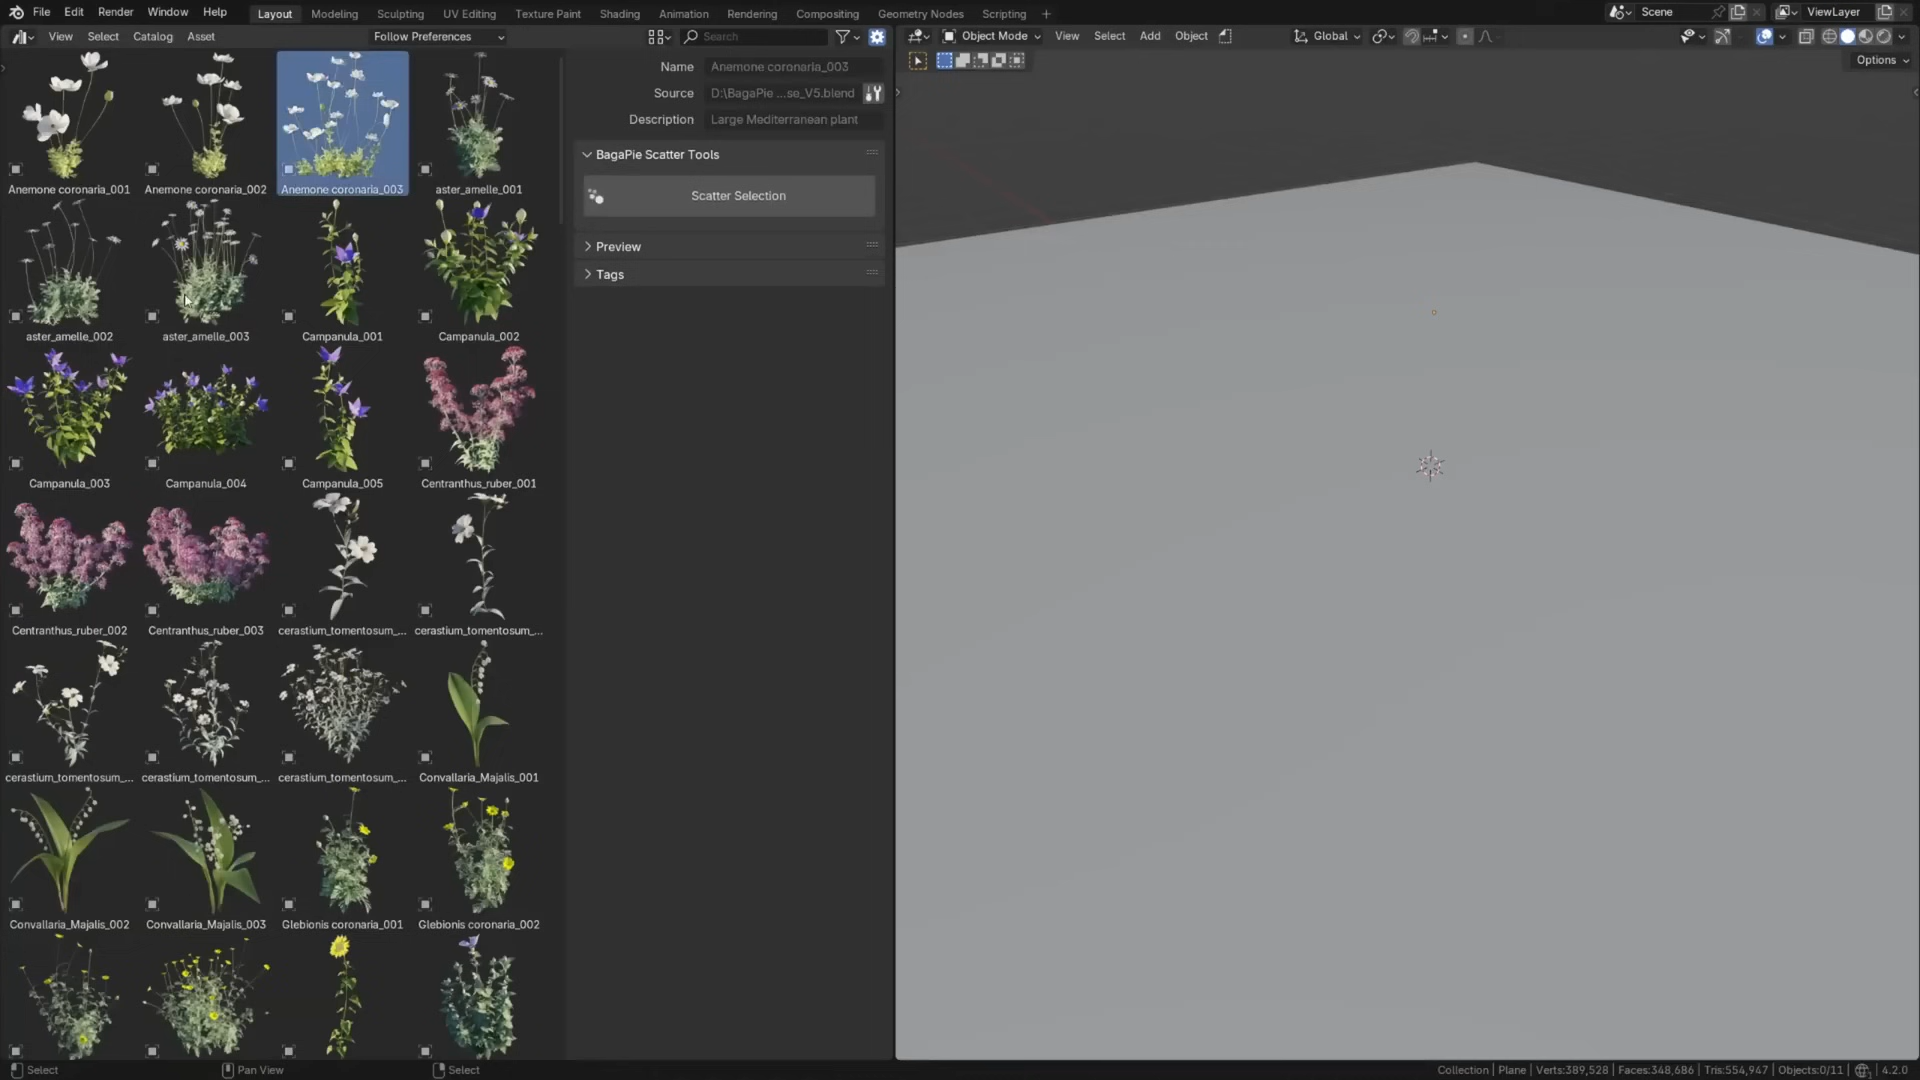 File Edit Render Window Help Layout Modeling Sculpting UV Editing Texture Paint Shading Animation Rendering Compositing Geometry Nodes Scripting + Scene ViewLayer
View Select Catalog Asset Follow Preferences Search Object Mode View Select Add Object Global
Options
Name Anemone coronaria_003
Source D:\BagaPie ...se_V5.blend
Description Large Mediterranean plant
BagaPie Scatter Tools
Scatter Selection
Preview
Tags
Anemone coronaria_001 Anemone coronaria_002 Anemone coronaria_003 aster_amelle_001
aster_amelle_002 aster_amelle_003 Campanula_001 Campanula_002
Campanula_003 Campanula_004 Campanula_005 Centranthus_ruber_001
Centranthus_ruber_002 Centranthus_ruber_003 cerastium_tomentosum_... cerastium_tomentosum_...
cerastium_tomentosum_... cerastium_tomentosum_... cerastium_tomentosum_... Convallaria_Majalis_001
Convallaria_Majalis_002 Convallaria_Majalis_003 Glebionis coronaria_001 Glebionis coronaria_002
Select Pan View Select Collection | Plane | Verts:389,528 | Faces:348,686 | Tris:554,947 | Objects:0/11 | 4.2.0